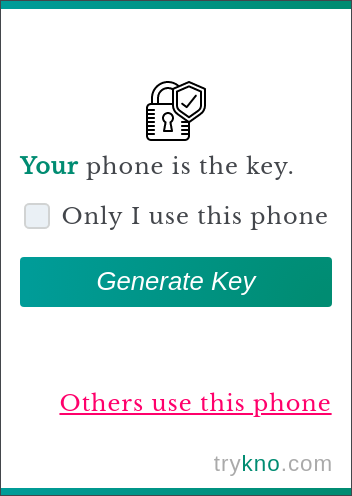 Your phone is the key.
Only I use this phone
Generate Key
Others use this phone
trykno.com